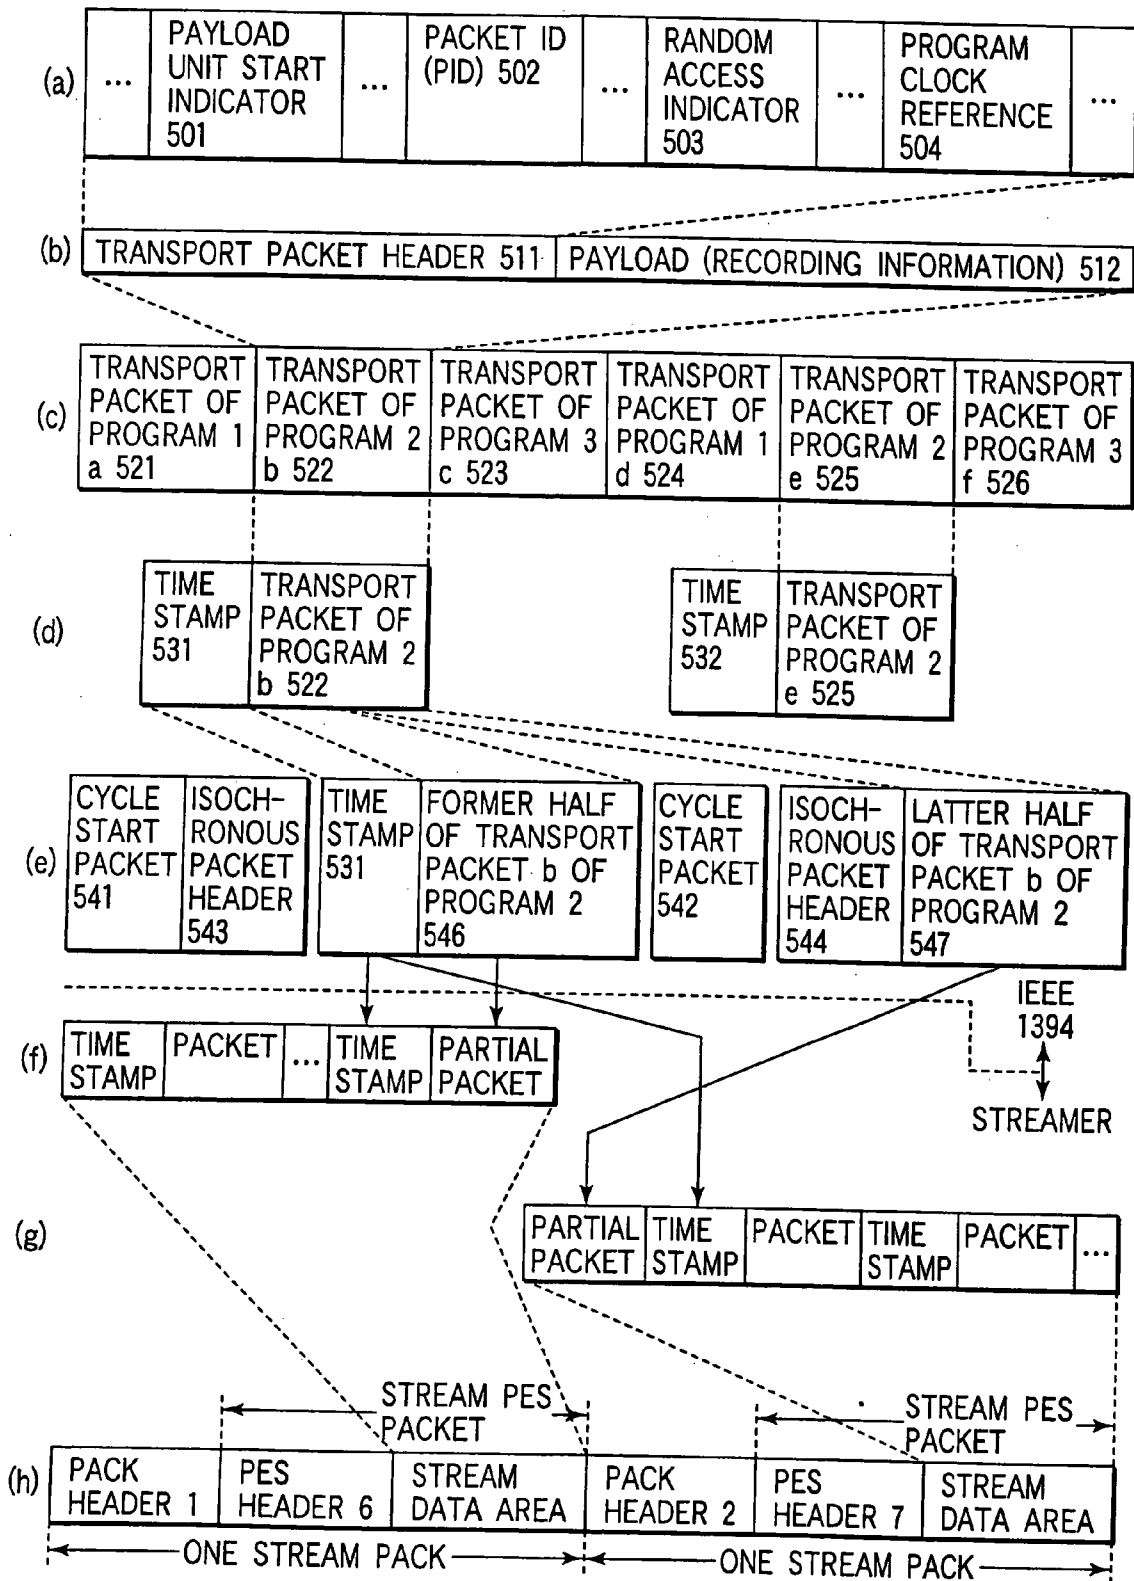 (a)
...
PAYLOAD
UNIT START
INDICATOR
501
...
PACKET ID
(PID) 502
...
RANDOM
ACCESS
INDICATOR
503
...
PROGRAM
CLOCK
REFERENCE
504
...
(b)
TRANSPORT PACKET HEADER 511
PAYLOAD (RECORDING INFORMATION) 512
(c)
TRANSPORT
PACKET OF
PROGRAM 1
a 521
TRANSPORT
PACKET OF
PROGRAM 2
b 522
TRANSPORT
PACKET OF
PROGRAM 3
c 523
TRANSPORT
PACKET OF
PROGRAM 1
d 524
TRANSPORT
PACKET OF
PROGRAM 2
e 525
TRANSPORT
PACKET OF
PROGRAM 3
f 526
(d)
TIME
STAMP
531
TRANSPORT
PACKET OF
PROGRAM 2
b 522
TIME
STAMP
532
TRANSPORT
PACKET OF
PROGRAM 2
e 525
(e)
CYCLE
START
PACKET
541
ISOCH-
RONOUS
PACKET
HEADER
543
TIME
STAMP
531
FORMER HALF
OF TRANSPORT
PACKET b OF
PROGRAM 2
546
CYCLE
START
PACKET
542
ISOCH-
RONOUS
PACKET
HEADER
544
LATTER HALF
OF TRANSPORT
PACKET b OF
PROGRAM 2
547
IEEE
1394
STREAMER
(f)
TIME
STAMP
PACKET
...
TIME
STAMP
PARTIAL
PACKET
(g)
PARTIAL
PACKET
TIME
STAMP
PACKET
TIME
STAMP
PACKET
...
STREAM PES
PACKET
STREAM PES
PACKET
(h)
PACK
HEADER 1
PES
HEADER 6
STREAM
DATA AREA
PACK
HEADER 2
PES
HEADER 7
STREAM
DATA AREA
ONE STREAM PACK
ONE STREAM PACK